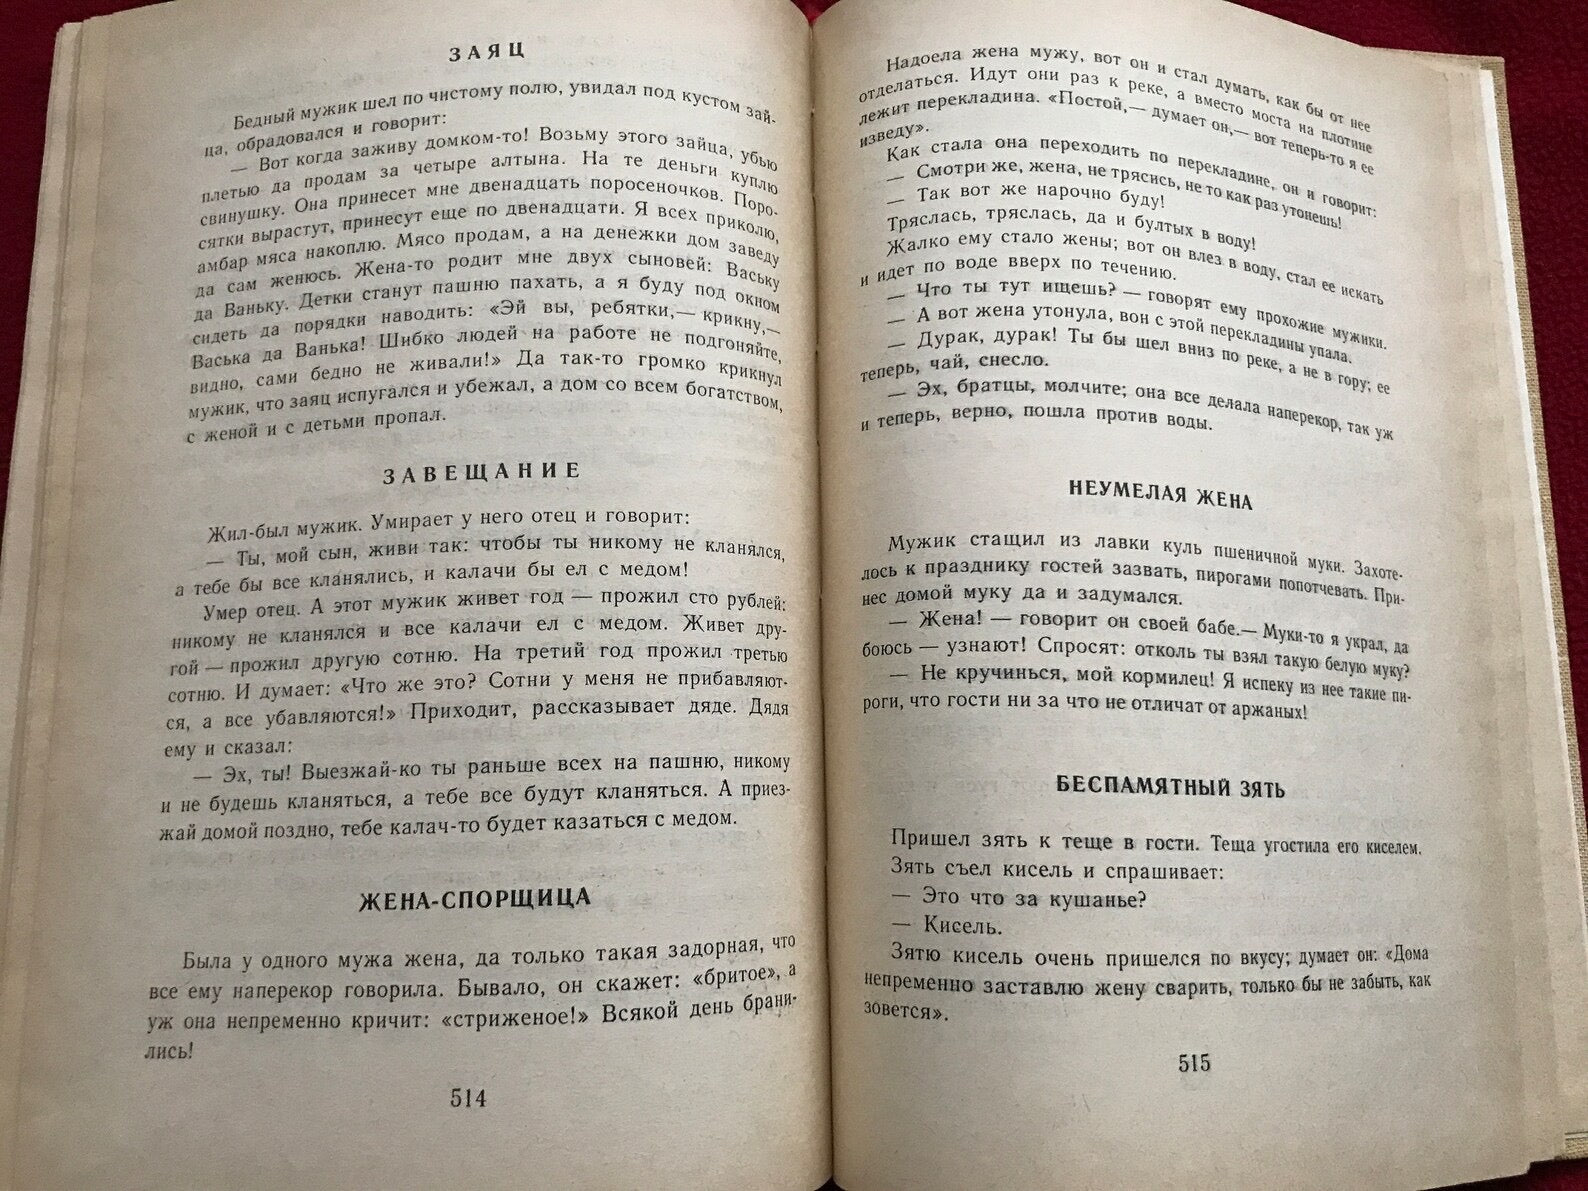 ЗАЯЦ
Бедный мужик шел по чистому полю, увидал под кустом зай-
ца, обрадовался и говорит:
— Вот когда заживу домком-то! Возьму этого зайца, убью
плетью да продам за четыре алтына. На те деньги куплю
свинушку. Она принесет мне двенадцать поросеночков. Поро-
сятки вырастут, принесут еще по двенадцати. Я всех приколю,
амбар мяса накоплю. Мясо продам, а на денежки дом заведу
да сам женюсь. Жена-то родит мне двух сыновей: Ваську
да Ваньку. Детки станут пашню пахать, а я буду под окном
сидеть да порядки наводить: «Эй вы, ребятки,— крикну,—
Васька да Ванька! Шибко людей на работе не подгоняйте,
видно, сами бедно не живали!» Да так-то громко крикнул
мужик, что заяц испугался и убежал, а дом со всем богатством,
с женой и с детьми пропал.
ЗАВЕЩАНИЕ
Жил-был мужик. Умирает у него отец и говорит:
— Ты, мой сын, живи так: чтобы ты никому не кланялся,
а тебе бы все кланялись, и калачи бы ел с медом!
Умер отец. А этот мужик живет год — прожил сто рублей:
никому не кланялся и все калачи ел с медом. Живет дру-
гой — прожил другую сотню. На третий год прожил третью
сотню. И думает: «Что же это? Сотни у меня не прибавляют-
ся, а все убавляются!» Приходит, рассказывает дяде. Дядя
ему и сказал:
— Эх, ты! Выезжай-ко ты раньше всех на пашню, никому
и не будешь кланяться, а тебе все будут кланяться. А приез-
жай домой поздно, тебе калач-то будет казаться с медом.
ЖЕНА-СПОРЩИЦА
Была у одного мужа жена, да только такая задорная, что
все ему наперекор говорила. Бывало, он скажет: «бритое», а
уж она непременно кричит: «стриженое!» Всякой день брани-
лись!
514
Надоела жена мужу, вот он и стал думать, как бы от нее
отделаться. Идут они раз к реке, а вместо моста на плотине
лежит перекладина. «Постой,— думает он,— вот теперь-то я ее
изведу».
Как стала она переходить по перекладине, он и говорит:
— Смотри же, жена, не трясись, не то как раз утонешь!
— Так вот же нарочно буду!
Тряслась, тряслась, да и бултых в воду!
Жалко ему стало жены; вот он влез в воду, стал ее искать
и идет по воде вверх по течению.
— Что ты тут ищешь? — говорят ему прохожие мужики.
— А вот жена утонула, вон с этой перекладины упала.
— Дурак, дурак! Ты бы шел вниз по реке, а не в гору; ее
теперь, чай, снесло.
— Эх, братцы, молчите; она все делала наперекор, так уж
и теперь, верно, пошла против воды.
НЕУМЕЛАЯ ЖЕНА
Мужик стащил из лавки куль пшеничной муки. Захоте-
лось к празднику гостей зазвать, пирогами попотчевать. При-
нес домой муку да и задумался.
— Жена! — говорит он своей бабе.— Муки-то я украл, да
боюсь — узнают! Спросят: отколь ты взял такую белую муку?
— Не кручинься, мой кормилец! Я испеку из нее такие пи-
роги, что гости ни за что не отличат от аржаных!
БЕСПАМЯТНЫЙ ЗЯТЬ
Пришел зять к теще в гости. Теща угостила его киселем.
Зять съел кисель и спрашивает:
— Это что за кушанье?
— Кисель.
Зятю кисель очень пришелся по вкусу; думает он: «Дома
непременно заставлю жену сварить, только бы не забыть, как
зовется».
515